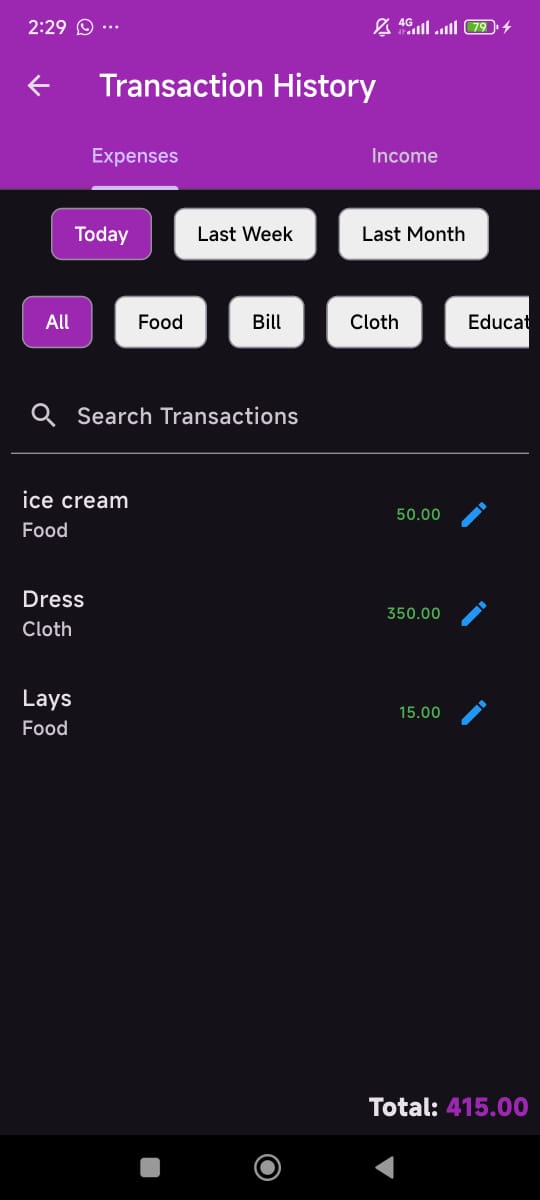 2:29 4G 79
Transaction History
Expenses Income
Today Last Week Last Month
All Food Bill Cloth Educat
Search Transactions
ice cream
50.00
Food
Dress
350.00
Cloth
Lays
15.00
Food
Total: 415.00